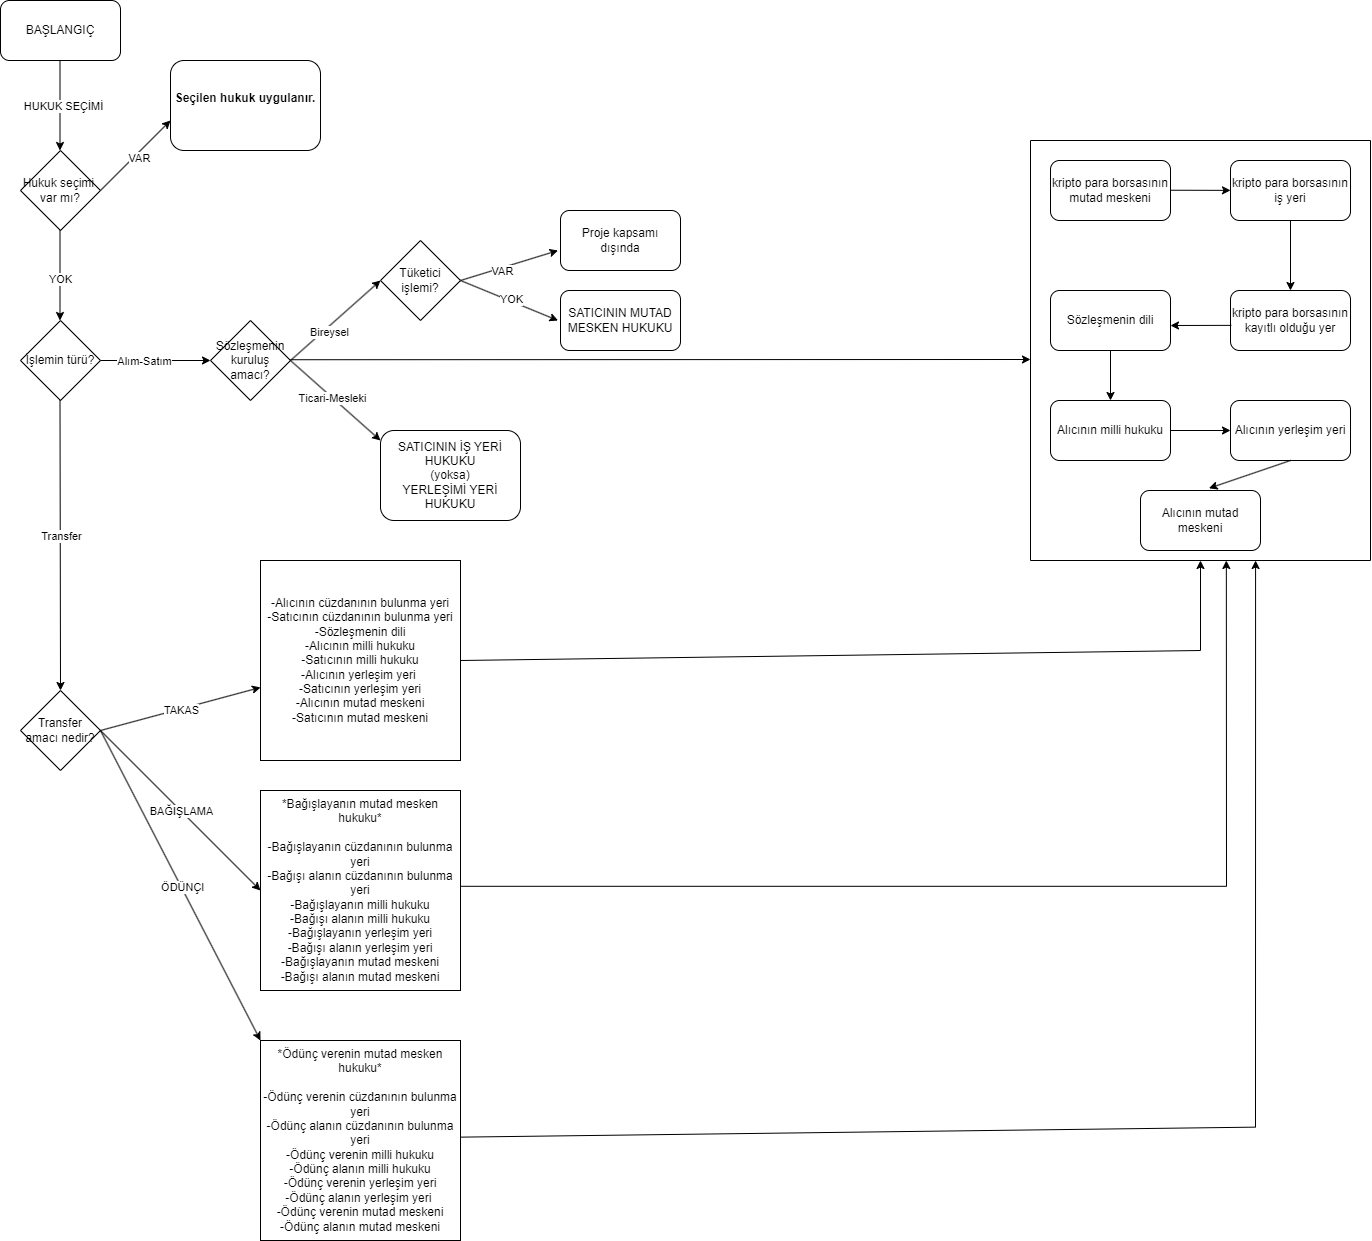 BAŞLANGIÇ
HUKUK SEÇİMİ
Seçilen hukuk uygulanır.
VAR
Hukuk seçimi
var mı?
YOK
İşlemin türü?
Alım-Satım
Sözleşmenin
kuruluş
amacı?
Bireysel
Tüketici
işlemi?
VAR
Proje kapsamı
dışında
YOK
SATICININ MUTAD
MESKEN HUKUKU
Ticari-Mesleki
SATICININ İŞ YERİ
HUKUKU
(yoksa)
YERLEŞİMİ YERİ
HUKUKU
kripto para borsasının
mutad meskeni
kripto para borsasının
iş yeri
kripto para borsasının
kayıtlı olduğu yer
Sözleşmenin dili
Alıcının milli hukuku
Alıcının yerleşim yeri
Alıcının mutad
meskeni
Transfer
Transfer
amacı nedir?
TAKAS
-Alıcının cüzdanının bulunma yeri
-Satıcının cüzdanının bulunma yeri
-Sözleşmenin dili
-Alıcının milli hukuku
-Satıcının milli hukuku
-Alıcının yerleşim yeri
-Satıcının yerleşim yeri
-Alıcının mutad meskeni
-Satıcının mutad meskeni
BAĞIŞLAMA
*Bağışlayanın mutad mesken
hukuku*
-Bağışlayanın cüzdanının bulunma
yeri
-Bağışı alanın cüzdanının bulunma
yeri
-Bağışlayanın milli hukuku
-Bağışı alanın milli hukuku
-Bağışlayanın yerleşim yeri
-Bağışı alanın yerleşim yeri
-Bağışlayanın mutad meskeni
-Bağışı alanın mutad meskeni
ÖDÜNÇI
*Ödünç verenin mutad mesken
hukuku*
-Ödünç verenin cüzdanının bulunma
yeri
-Ödünç alanın cüzdanının bulunma
yeri
-Ödünç verenin milli hukuku
-Ödünç alanın milli hukuku
-Ödünç verenin yerleşim yeri
-Ödünç alanın yerleşim yeri
-Ödünç verenin mutad meskeni
-Ödünç alanın mutad meskeni